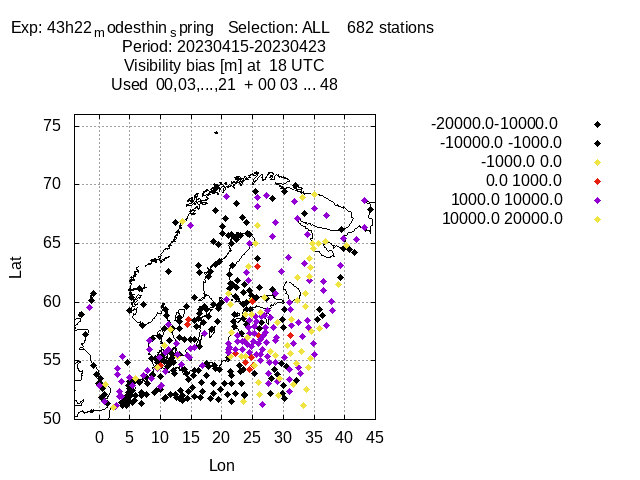 Exp: 43h22modesthinspring Selection: ALL 682 stations
Period: 20230415-20230423
Visibility bias [m] at 18 UTC
Used 00,03,...,21 + 00 03 ... 48
-20000.0-10000.0
-10000.0 -1000.0
-1000.0 0.0
0.0 1000.0
1000.0 10000.0
10000.0 20000.0
75
70
65
60
55
50
Lat
0 5 10 15 20 25 30 35 40 45
Lon